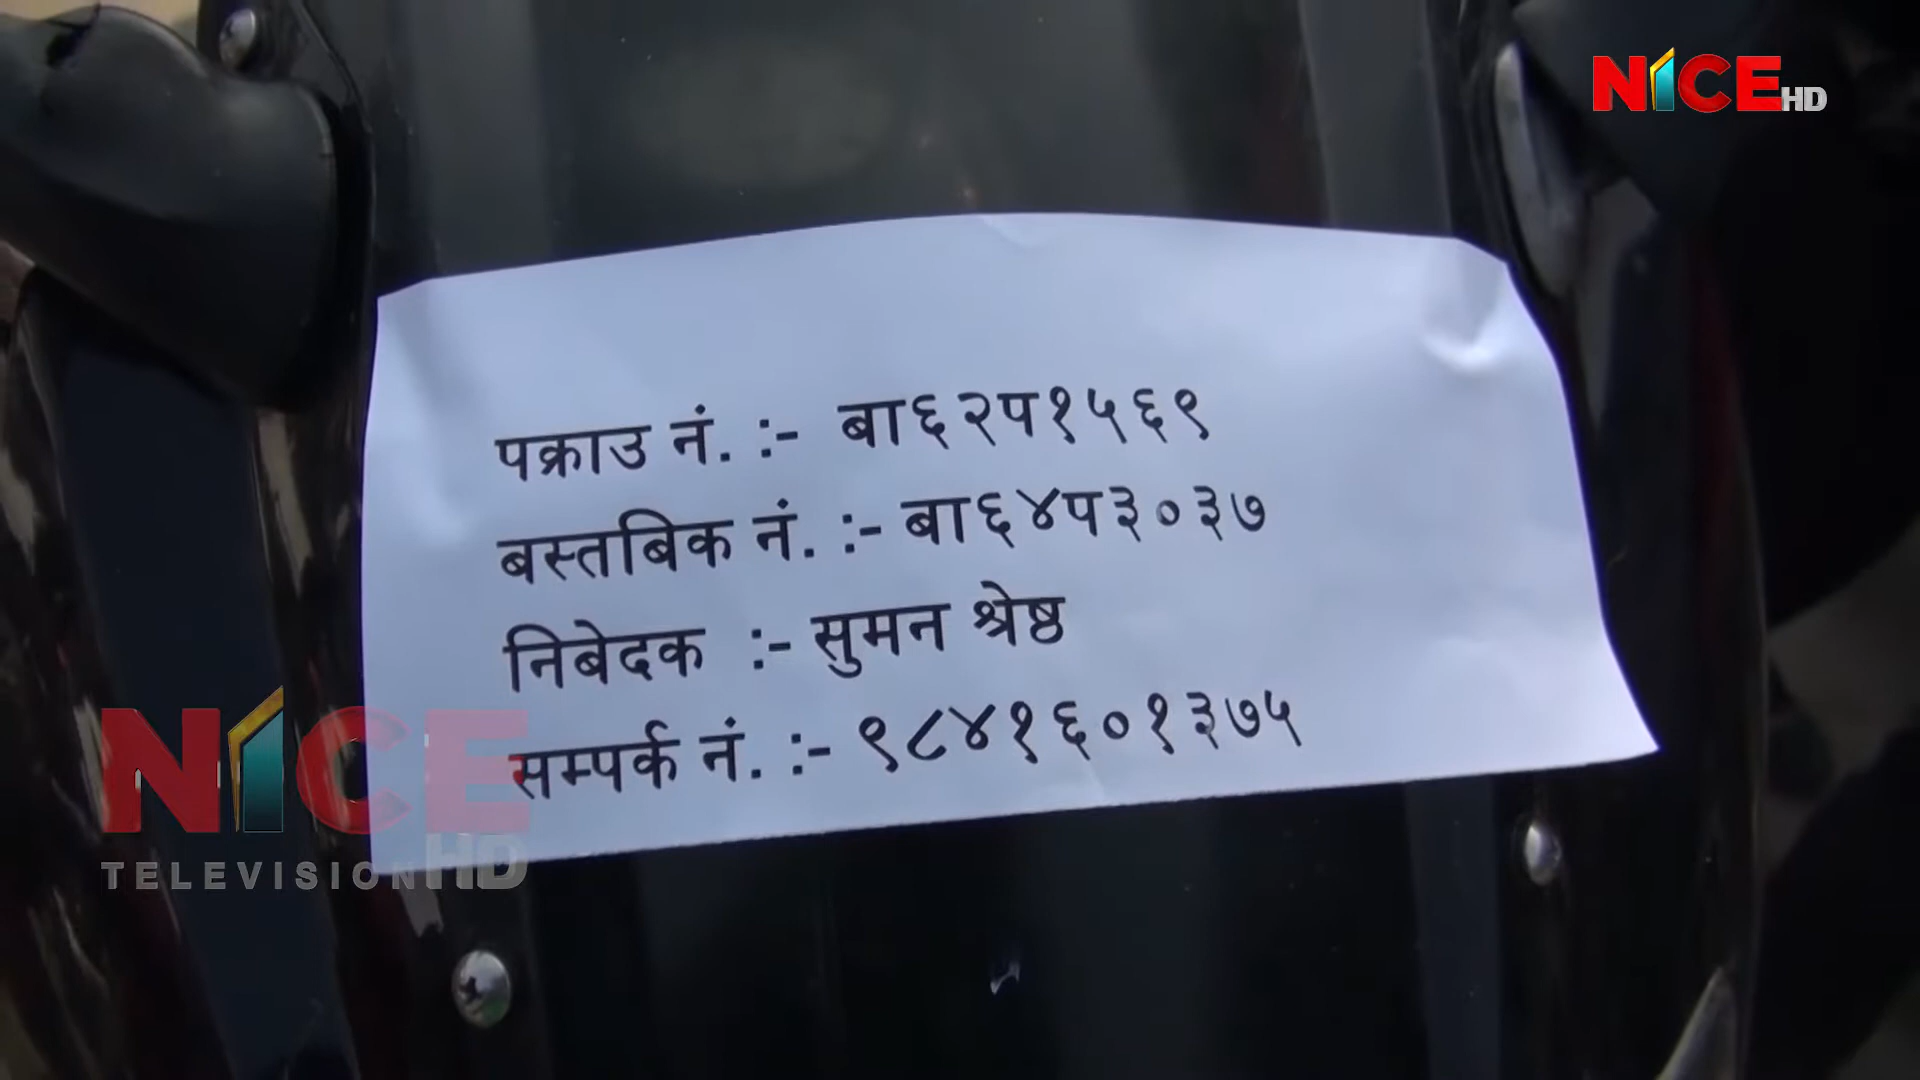 NICE HD
पक्राउ नं. :- बा६२प१५६९
बस्तबिक नं. :- बा६४प३०३७
निबेदक :- सुमन श्रेष्ठ
सम्पर्क नं. :- ९८४१६०१३७५
NICE HD
TELEVISION